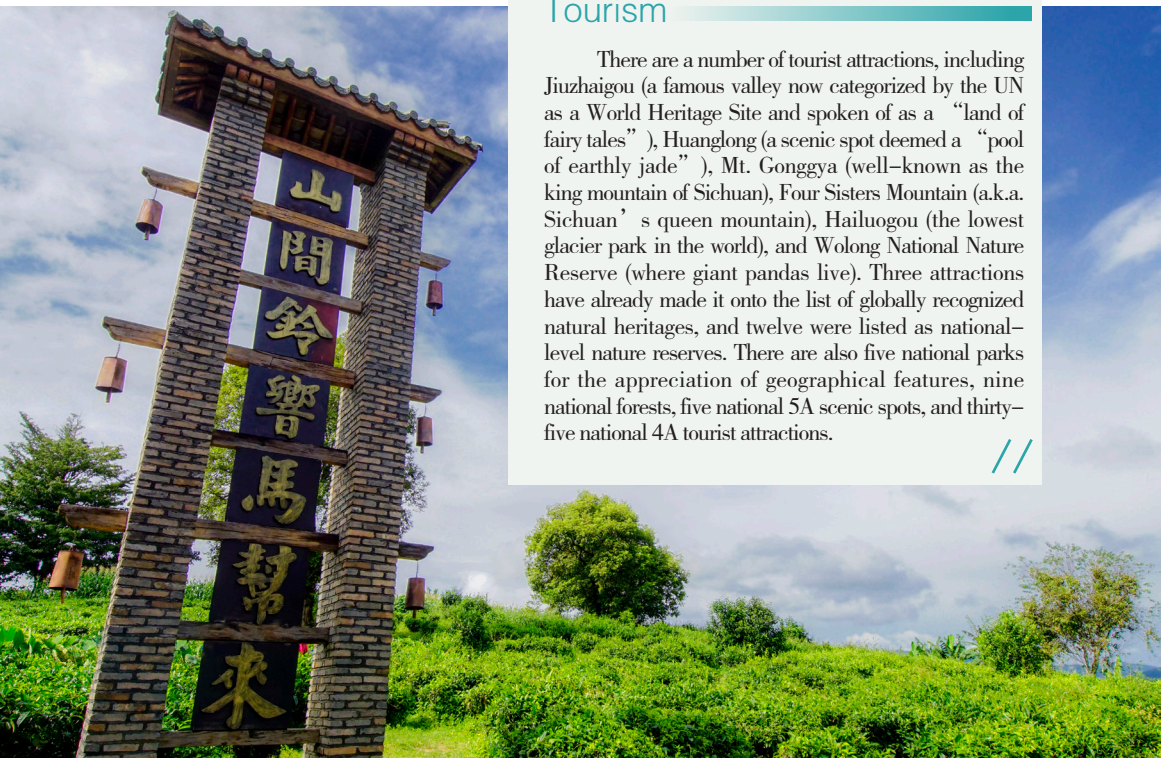 山間鈴響馬幫來
Tourism
There are a number of tourist attractions, including
Jiuzhaigou (a famous valley now categorized by the UN
as a World Heritage Site and spoken of as a “land of
fairy tales” ), Huanglong (a scenic spot deemed a “pool
of earthly jade” ), Mt. Gonggya (well-known as the
king mountain of Sichuan), Four Sisters Mountain (a.k.a.
Sichuan’ s queen mountain), Hailuogou (the lowest
glacier park in the world), and Wolong National Nature
Reserve (where giant pandas live). Three attractions
have already made it onto the list of globally recognized
natural heritages, and twelve were listed as national-
level nature reserves. There are also five national parks
for the appreciation of geographical features, nine
national forests, five national 5A scenic spots, and thirty-
five national 4A tourist attractions.